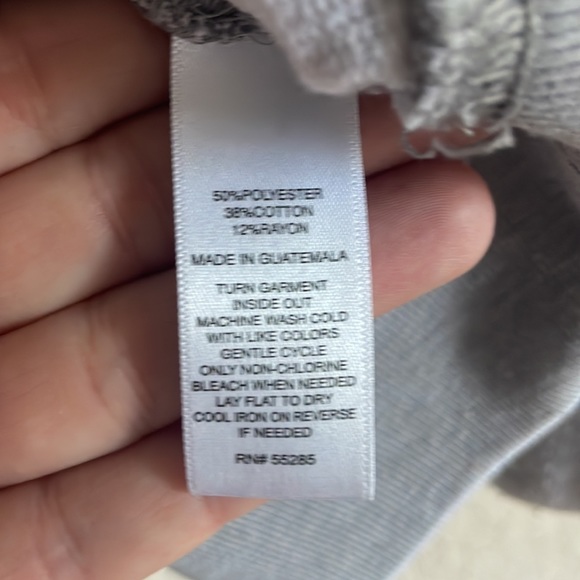 50%POLYESTER
38%COTTON
12%RAYON
MADE IN GUATEMALA
TURN GARMENT
INSIDE OUT
MACHINE WASH COLD
WITH LIKE COLORS
GENTLE CYCLE
ONLY NON-CHLORINE
BLEACH WHEN NEEDED
LAY FLAT TO DRY
COOL IRON ON REVERSE
IF NEEDED
RN# 55285